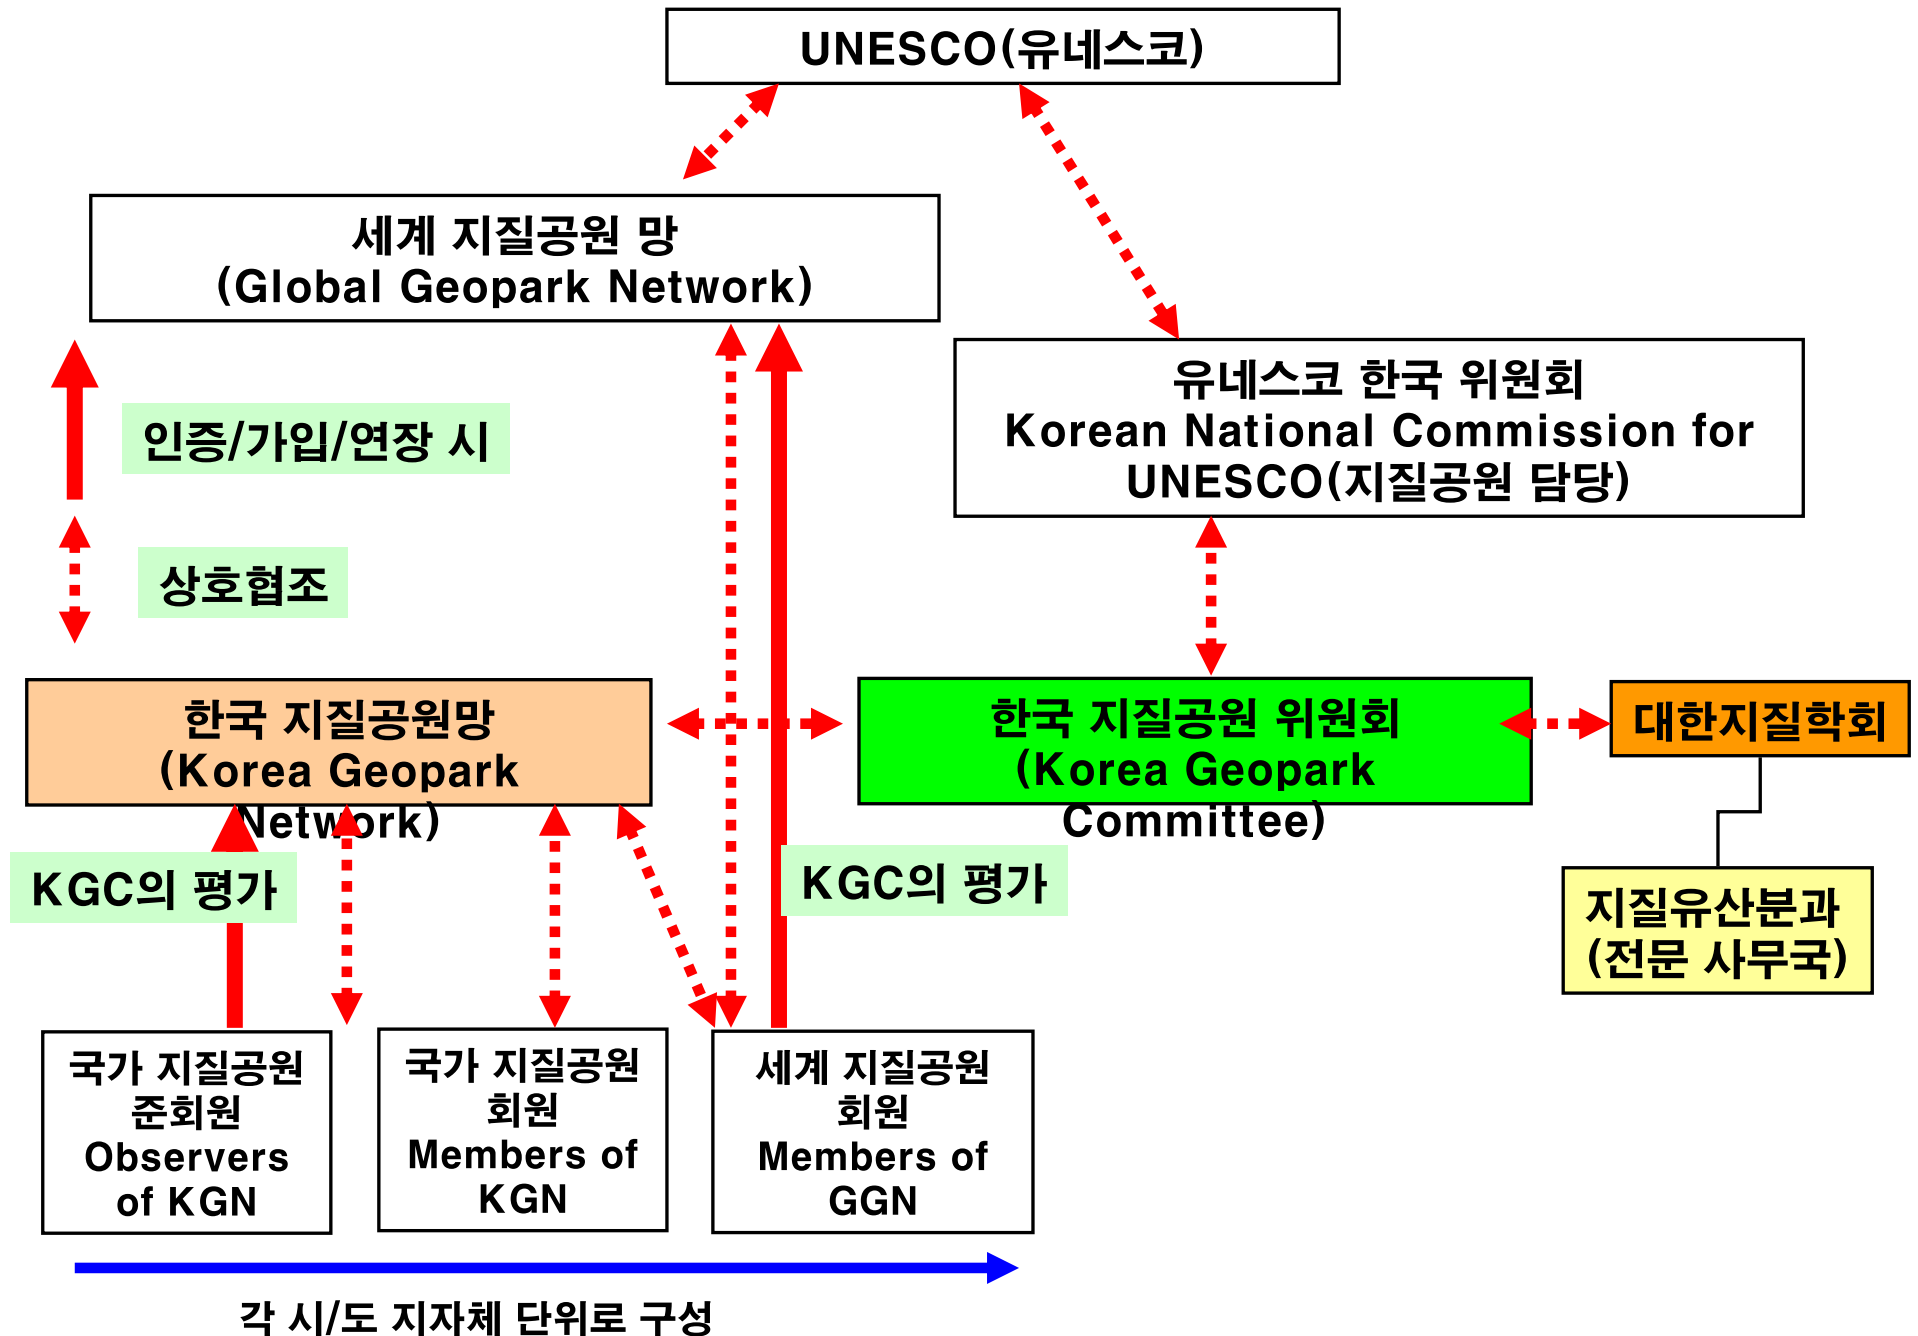 UNESCO(유네스코)
세계 지질공원 망
(Global Geopark Network)
유네스코 한국 위원회
Korean National Commission for
UNESCO(지질공원 담당)
인증/가입/연장 시
상호협조
한국 지질공원망
(Korea Geopark
Network)
한국 지질공원 위원회
(Korea Geopark
Committee)
대한지질학회
KGC의 평가
KGC의 평가
지질유산분과
(전문 사무국)
국가 지질공원
준회원
Observers
of KGN
국가 지질공원
회원
Members of
KGN
세계 지질공원
회원
Members of
GGN
각 시/도 지자체 단위로 구성